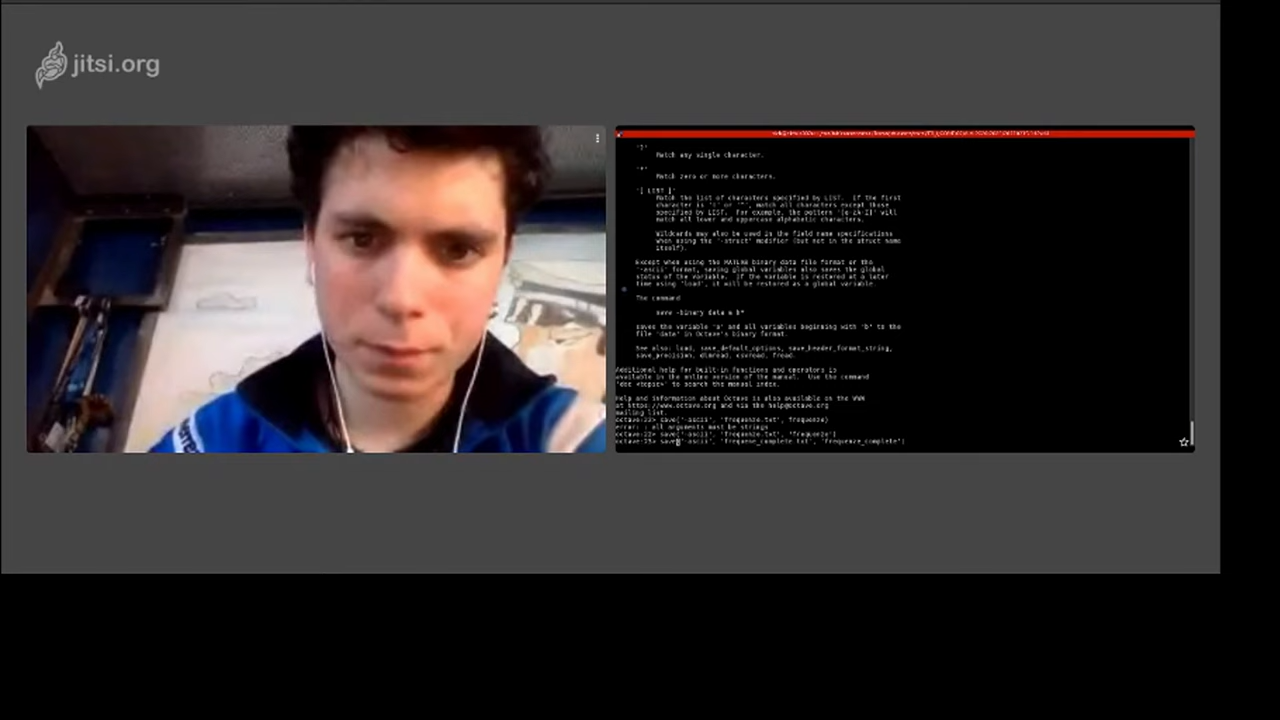 jitsi.org
'?'
Match any single character.
'*'
Match zero or more characters.
'[ LIST ]'
Match the list of characters specified by LIST. If the first
character is '!' or '^', match all characters except those
specified by LIST. For example, the pattern '[a-zA-Z]' will
match all lower and uppercase alphabetic characters.
Wildcards may also be used in the field name specifications
when using the '-struct' modifier (but not in the struct name
itself).
Except when using the MATLAB binary data file format or the
'-ascii' format, saving global variables also saves the global
status of the variable. If the variable is restored at a later
time using 'load', it will be restored as a global variable.
The command
save -binary data a b*
saves the variable 'a' and all variables beginning with 'b' to the
file 'data' in Octave's binary format.
See also: load, save_default_options, save_header_format_string,
save_precision, dlmread, csvread, fread.
Additional help for built-in functions and operators is
available in the online version of the manual. Use the command
'doc <topic>' to search the manual index.
Help and information about Octave is also available on the WWW
at https://www.octave.org and via the help@octave.org
mailing list.
save('-ascii', 'frequenze.txt', frequenze)
error: : all arguments must be strings
save('-ascii', 'frequenze.txt', 'frequenze')
save('-ascii', 'frequenze_complete.txt', 'frequenze_complete')